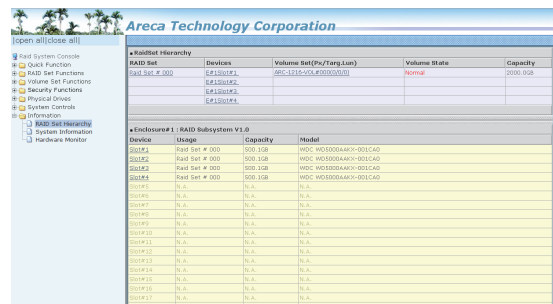 Areca Technology Corporation
|open all|close all|
Raid System Console
Quick Function
RAID Set Functions
Volume Set Functions
Security Functions
Physical Drives
System Controls
Information
RAID Set Hierarchy
System Information
Hardware Monitor
RaidSet Hierarchy
RAID Set Devices Volume Set(Px/Targ.Lun) Volume State Capacity
Raid Set # 000 E#1Slot#1 ARC-1216-VOL#000(0/0/0) Normal 2000.0GB
E#1Slot#2
E#1Slot#3
E#1Slot#4
Enclosure#1 : RAID Subsystem V1.0
Device Usage Capacity Model
Slot#1 Raid Set # 000 500.1GB WDC WD5000AAKX-001CA0
Slot#2 Raid Set # 000 500.1GB WDC WD5000AAKX-001CA0
Slot#3 Raid Set # 000 500.1GB WDC WD5000AAKX-001CA0
Slot#4 Raid Set # 000 500.1GB WDC WD5000AAKX-001CA0
Slot#5 N.A. N.A. N.A.
Slot#6 N.A. N.A. N.A.
Slot#7 N.A. N.A. N.A.
Slot#8 N.A. N.A. N.A.
Slot#9 N.A. N.A. N.A.
Slot#10 N.A. N.A. N.A.
Slot#11 N.A. N.A. N.A.
Slot#12 N.A. N.A. N.A.
Slot#13 N.A. N.A. N.A.
Slot#14 N.A. N.A. N.A.
Slot#15 N.A. N.A. N.A.
Slot#16 N.A. N.A. N.A.
Slot#17 N.A. N.A. N.A.